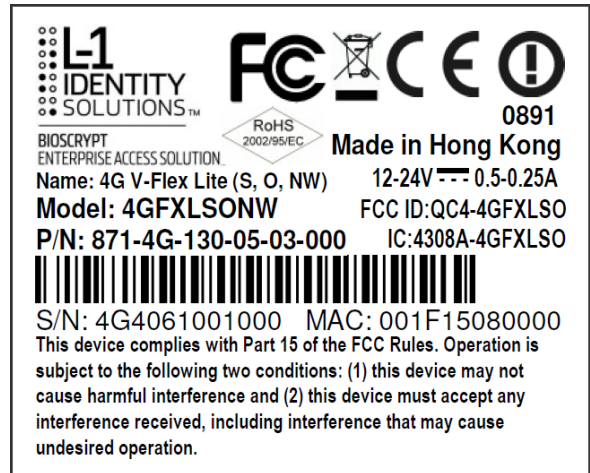 L-1
IDENTITY
SOLUTIONS™
BIOSCRYPT
ENTERPRISE ACCESS SOLUTION
FC CE
0891
RoHS
2002/95/EC
Made in Hong Kong
Name: 4G V-Flex Lite (S, O, NW) 12-24V 0.5-0.25A
Model: 4GFXLSONW FCC ID:QC4-4GFXLSO
P/N: 871-4G-130-05-03-000 IC:4308A-4GFXLSO
S/N: 4G4061001000 MAC: 001F15080000
This device complies with Part 15 of the FCC Rules. Operation is
subject to the following two conditions: (1) this device may not
cause harmful interference and (2) this device must accept any
interference received, including interference that may cause
undesired operation.